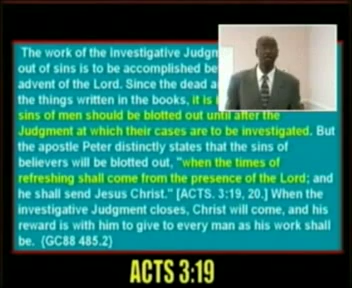 The work of the investigative Judgm
out of sins is to be accomplished be
advent of the Lord. Since the dead a
the things written in the books, it is i
sins of men should be blotted out until after the
Judgment at which their cases are to be investigated. But
the apostle Peter distinctly states that the sins of
believers will be blotted out, "when the times of
refreshing shall come from the presence of the Lord; and
he shall send Jesus Christ." [ACTS. 3:19, 20.] When the
investigative Judgment closes, Christ will come, and his
reward is with him to give to every man as his work shall
be. {GC88 485.2}
ACTS 3:19